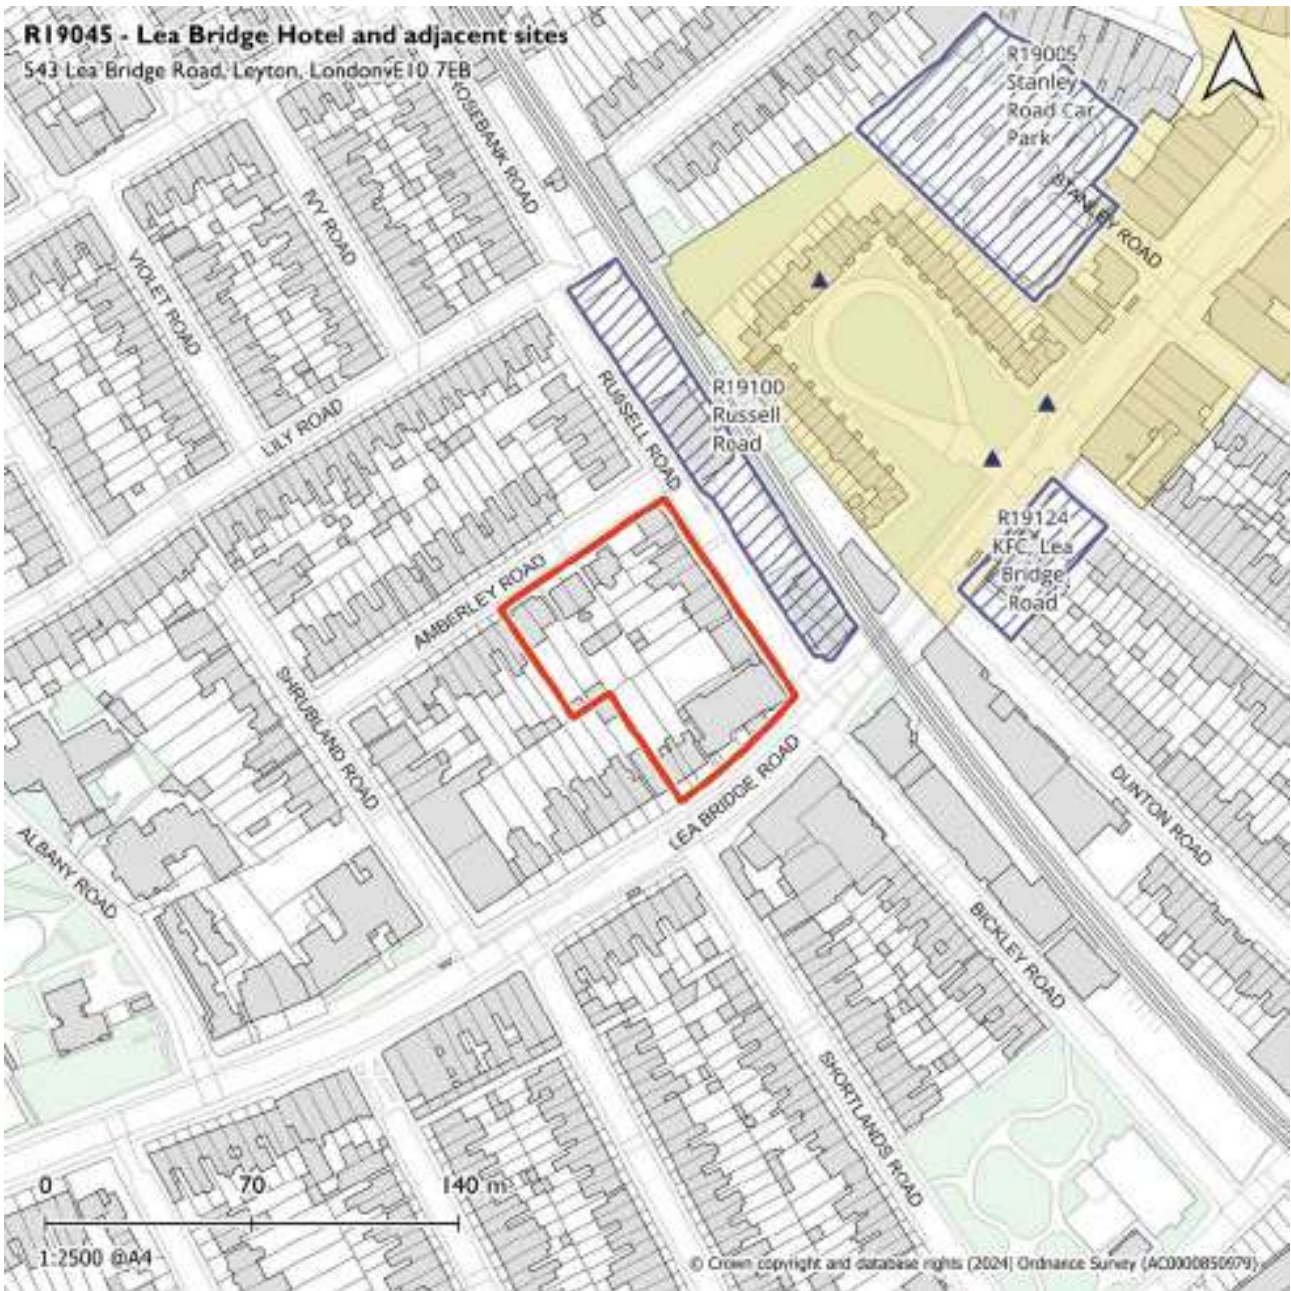 R19045 - Lea Bridge Hotel and adjacent sites
543 Lea Bridge Road, Leyton, London, E10 7EB
ROSEBANK ROAD
R19005
Stanley
Road Car
Park
STANLEY ROAD
IVY ROAD
VIOLET ROAD
LILY ROAD
RUSSELL ROAD
R19100
Russell
Road
R19124
KFC, Lea
Bridge
Road
AMBERLEY ROAD
SHRUBLAND ROAD
LEA BRIDGE ROAD
DUNTON ROAD
ALBANY ROAD
BICKLEY ROAD
SHORTLANDS ROAD
0 70 140 m
1:2500 @A4
© Crown copyright and database rights (2024) Ordnance Survey (AC0000850979)